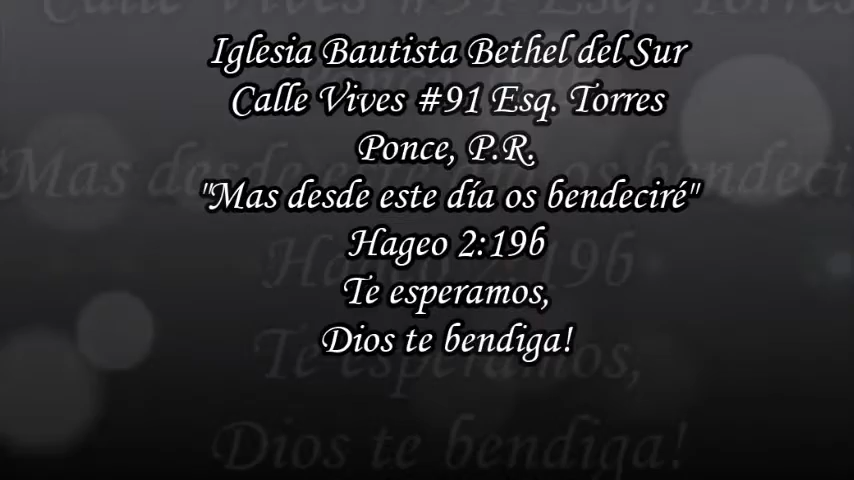 Iglesia Bautista Bethel del Sur
Calle Vives #91 Esq. Torres
Ponce, P.R.
"Mas desde este día os bendeciré"
Hageo 2:19b
Te esperamos,
Dios te bendiga!